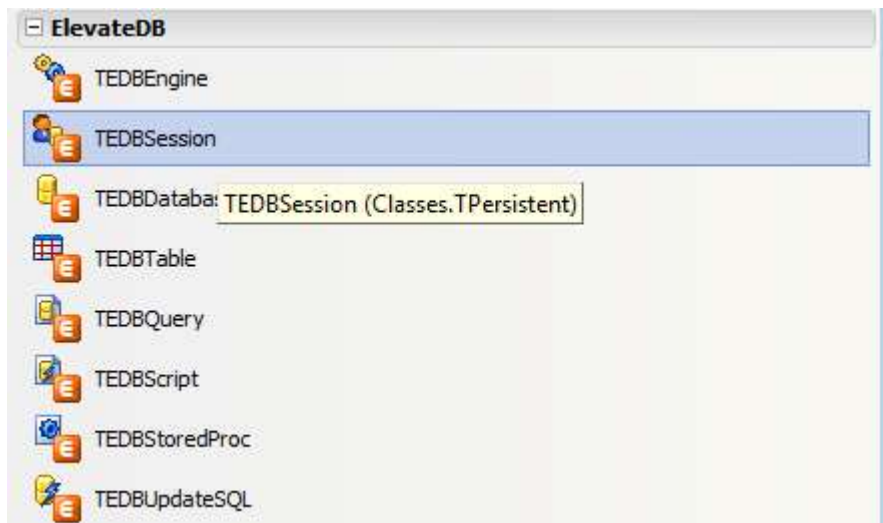 ElevateDB
TEDBEngine
TEDBSession
TEDBDataba
TEDBSession (Classes.TPersistent)
TEDBTable
TEDBQuery
TEDBScript
TEDBStoredProc
TEDBUpdateSQL